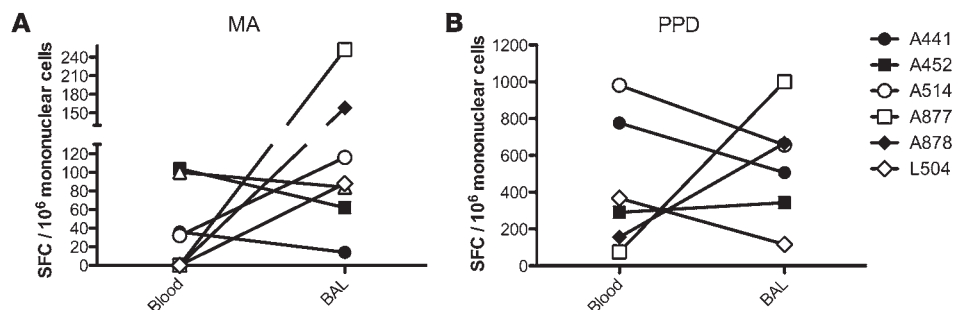 A
MA
SFC / 10⁶ mononuclear cells
240
210
180
150
120
100
80
60
40
20
0
Blood
BAL
B
PPD
SFC / 10⁶ mononuclear cells
1200
1000
800
600
400
200
0
Blood
BAL
A441
A452
A514
A877
A878
L504